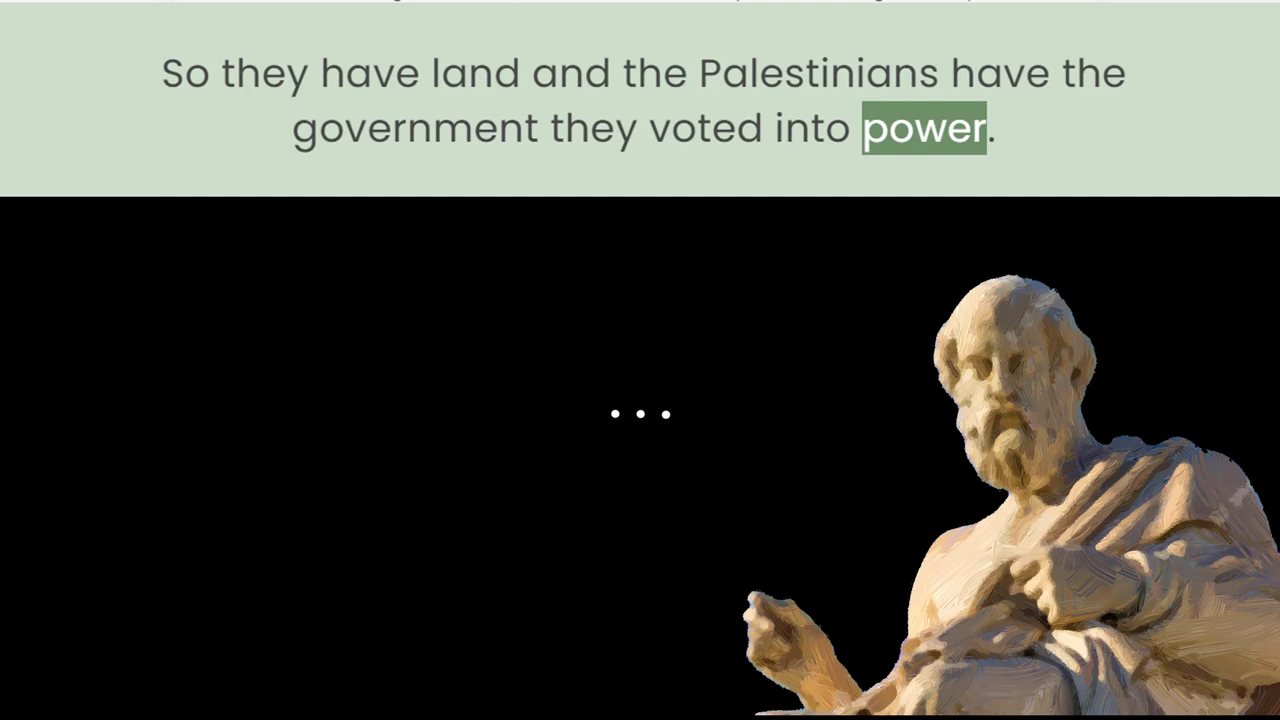 So they have land and the Palestinians have the
government they voted into power.
...